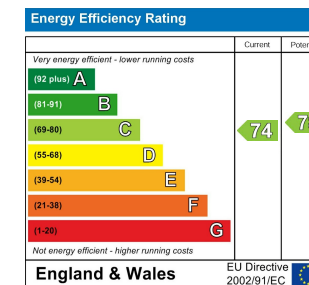 Energy Efficiency Rating
Current
Very energy efficient - lower running costs
(92 plus) A
(81-91) B
(69-80) C
74
(55-68) D
(39-54) E
(21-38) F
(1-20) G
Not energy efficient - higher running costs
England & Wales
EU Directive
2002/91/EC